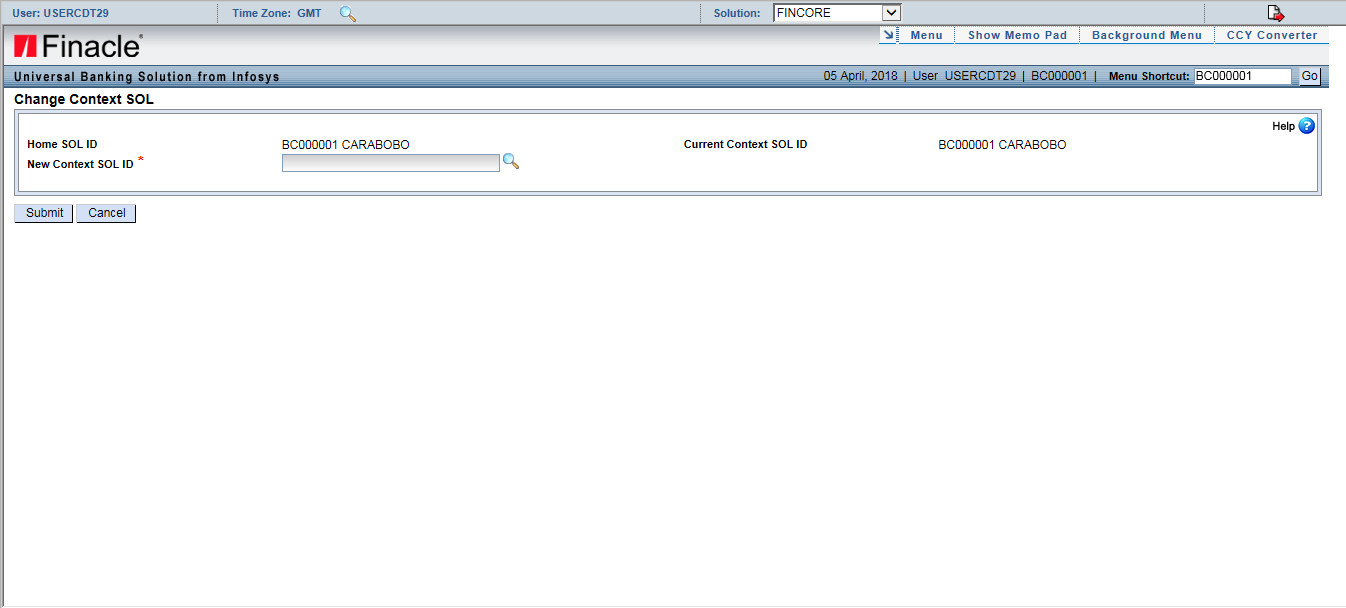 User: USERCDT29 Time Zone: GMT Solution: FINCORE
Finacle® Menu Show Memo Pad Background Menu CCY Converter
Universal Banking Solution from Infosys 05 April, 2018 | User USERCDT29 | BC000001 | Menu Shortcut: BC000001 Go
Change Context SOL
Help ?
Home SOL ID BC000001 CARABOBO Current Context SOL ID BC000001 CARABOBO
New Context SOL ID *
Submit Cancel